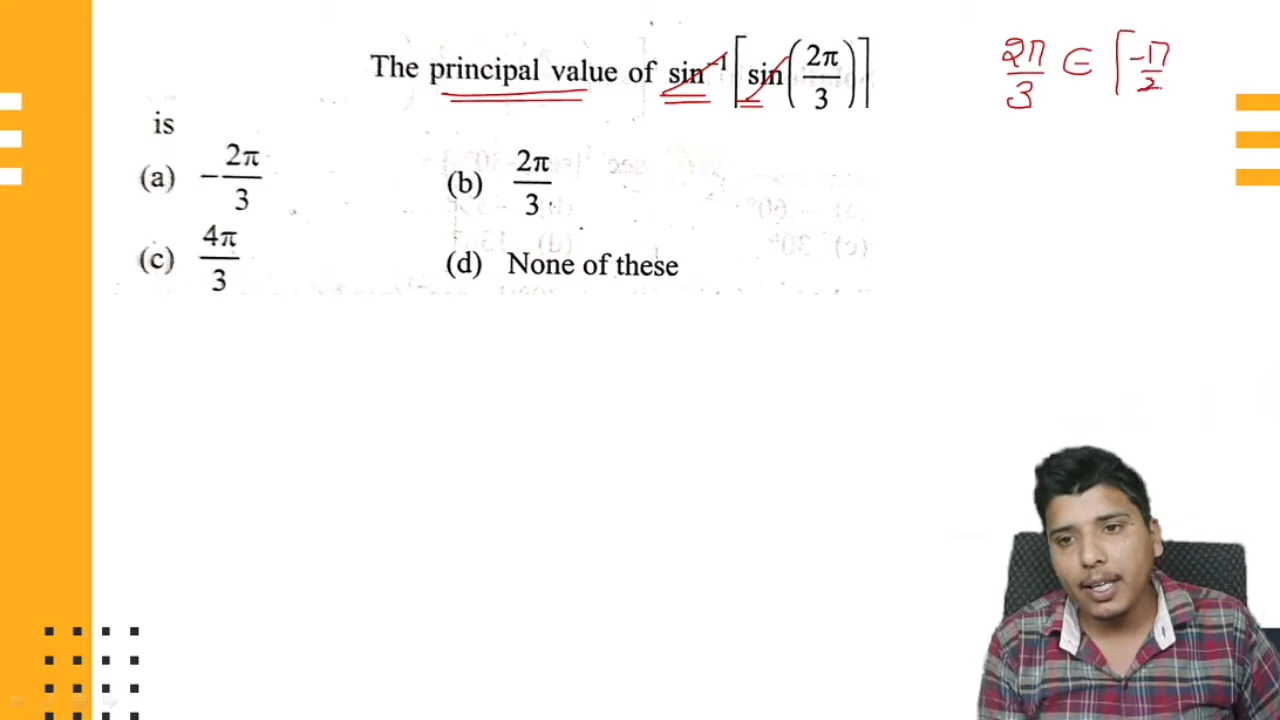 The principal value of sin⁻¹[sin(2π/3)]
2π/3 ∈ [-π/2
is
(a) -2π/3 (b) 2π/3
(c) 4π/3 (d) None of these